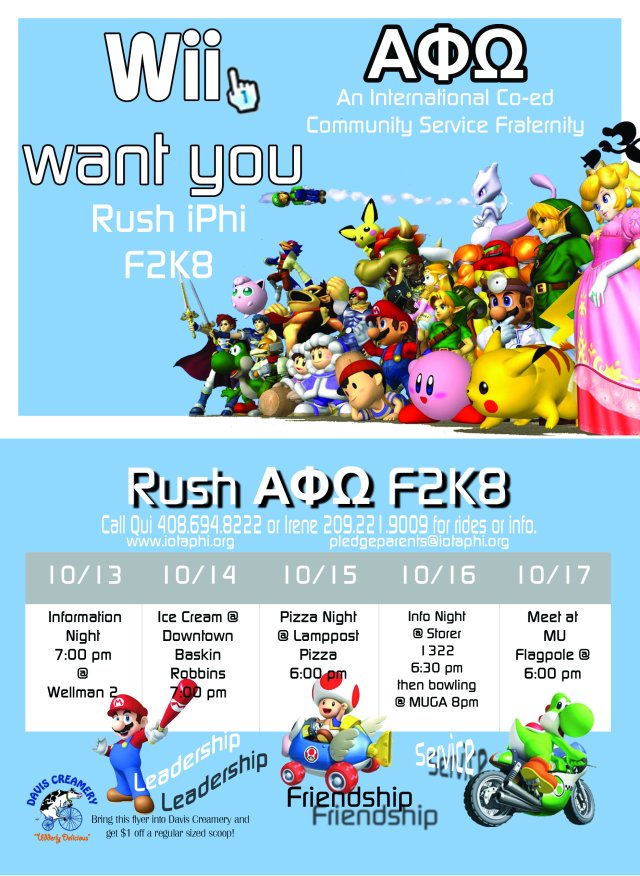 Wii
1
want you
Rush iPhi
F2K8
ΑΦΩ
An International Co-ed
Community Service Fraternity
Rush ΑΦΩ F2K8
Call Qui 408.694.8222 or Irene 209.221.9009 for rides or info.
www.iotaphi.org pledgeparents@iotaphi.org
10/13 10/14 10/15 10/16 10/17
Information
Night
7:00 pm
@
Wellman 2
Ice Cream @
Downtown
Baskin
Robbins
7:00 pm
Pizza Night
@ Lamppost
Pizza
6:00 pm
Info Night
@ Storer
1322
6:30 pm
then bowling
@ MUGA 8pm
Meet at
MU
Flagpole @
6:00 pm
Leadership
Leadership
Friendship
Friendship
Service
Service
DAVIS CREAMERY
"Udderly Delicious"
Bring this flyer into Davis Creamery and
get $1 off a regular sized scoop!